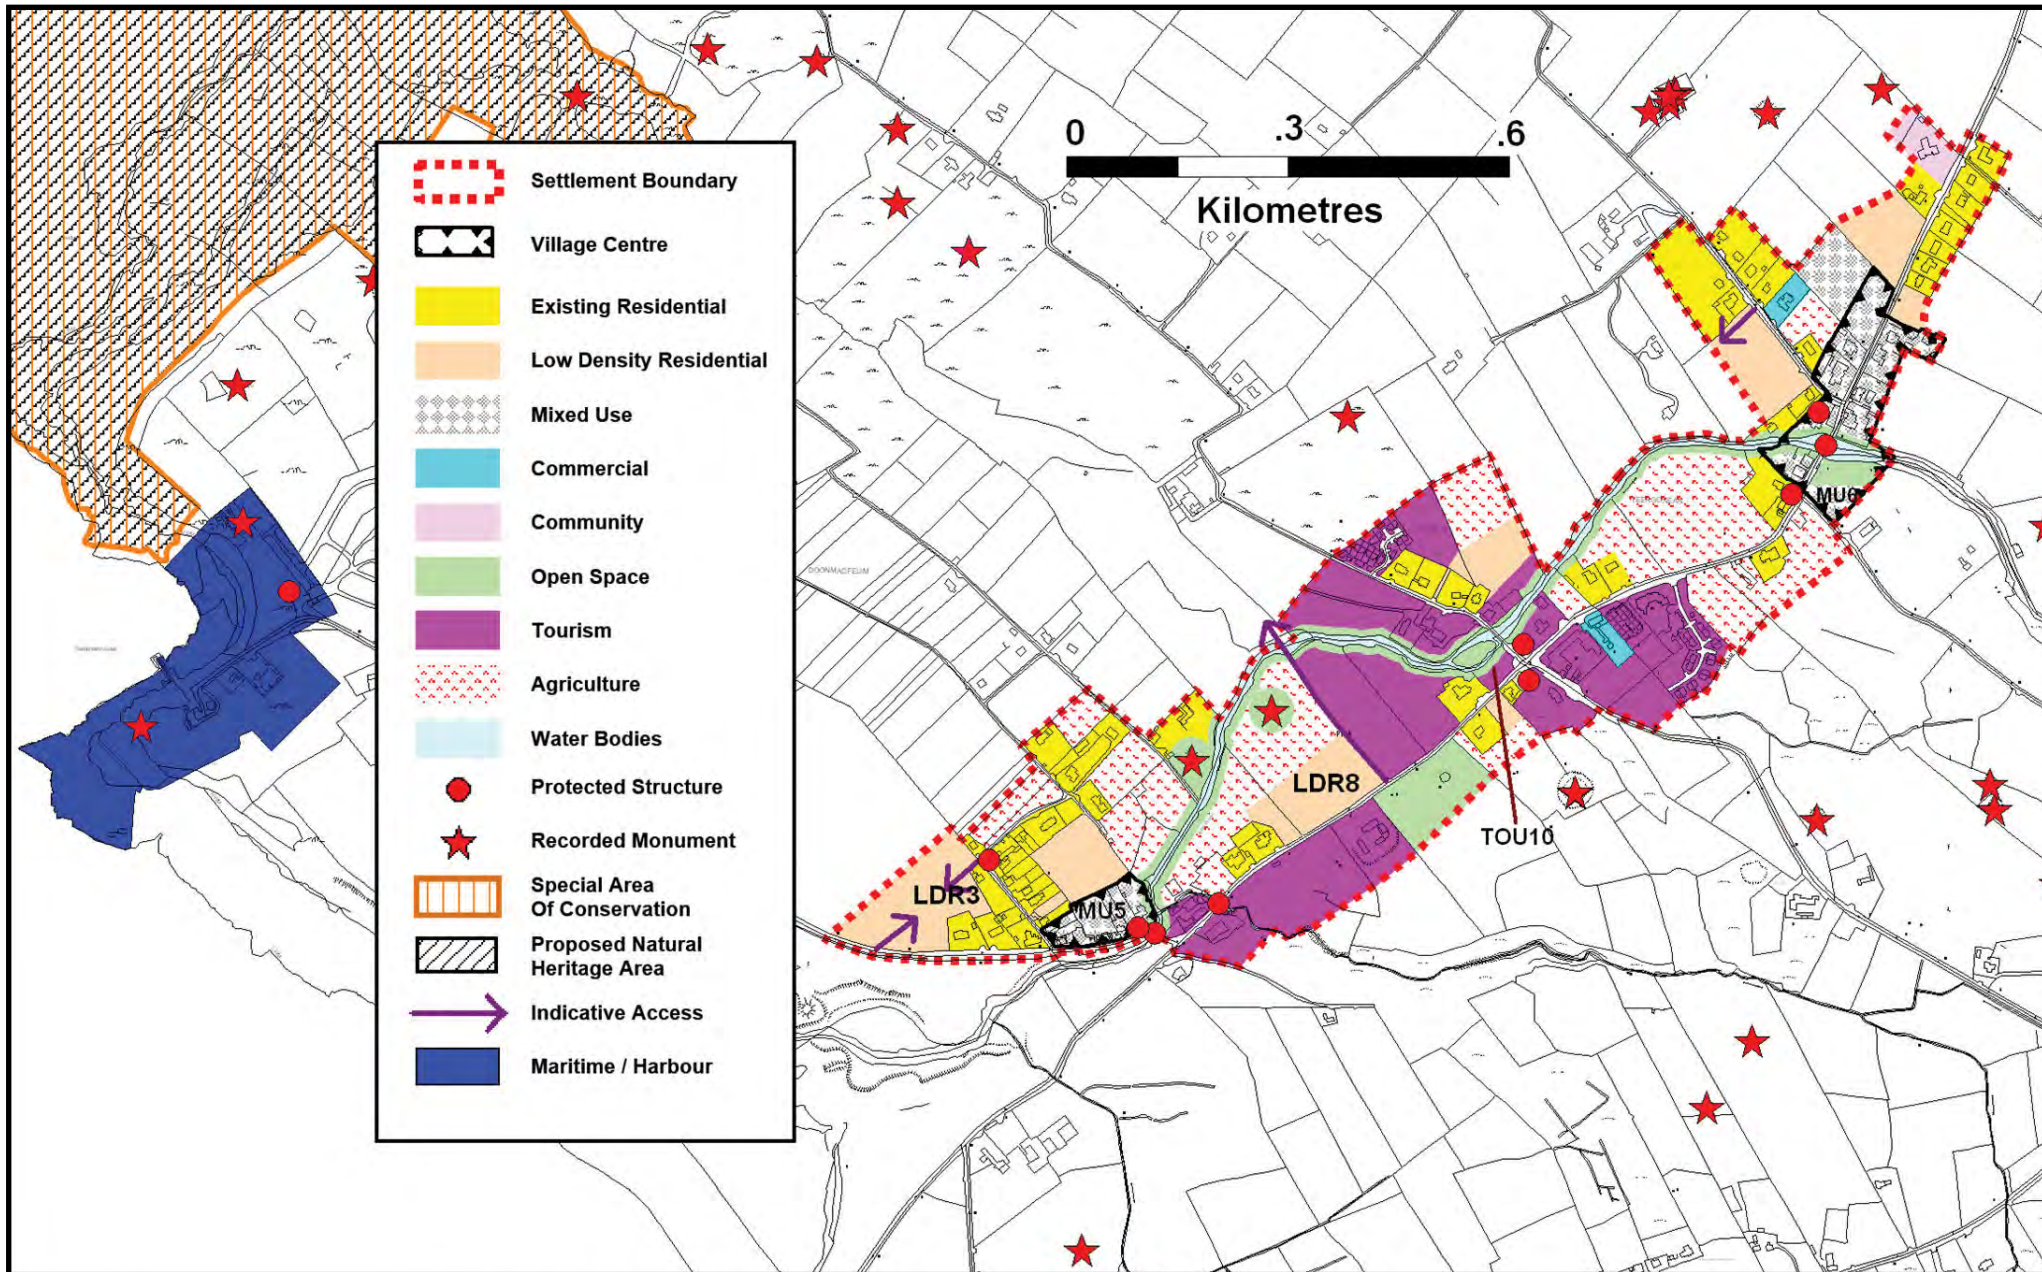 0
.3
.6
Kilometres
Settlement Boundary
Village Centre
Existing Residential
Low Density Residential
Mixed Use
Commercial
Community
Open Space
Tourism
Agriculture
Water Bodies
Protected Structure
Recorded Monument
Special Area
Of Conservation
Proposed Natural
Heritage Area
Indicative Access
Maritime / Harbour
MU6
LDR8
TOU10
LDR3
MU5